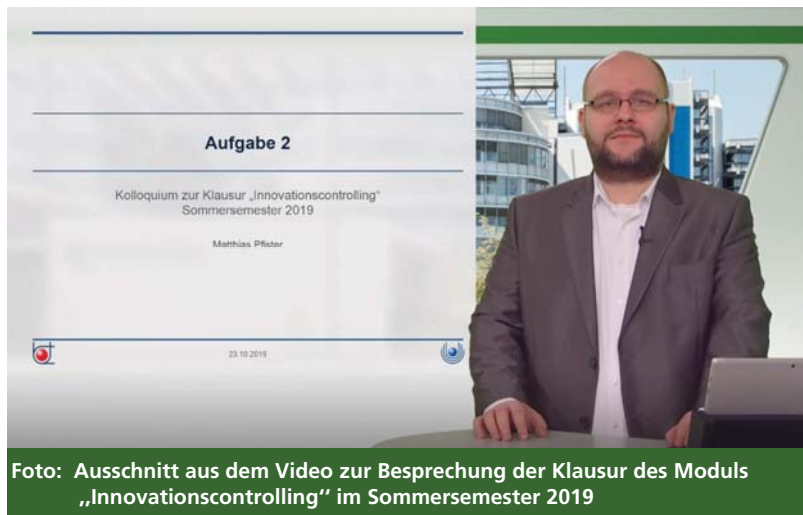 Aufgabe 2
Kolloquium zur Klausur „Innovationscontrolling"
Sommersemester 2019
Matthias Pfister
23.10.2019
Foto: Ausschnitt aus dem Video zur Besprechung der Klausur des Moduls
,,Innovationscontrolling‘‘ im Sommersemester 2019